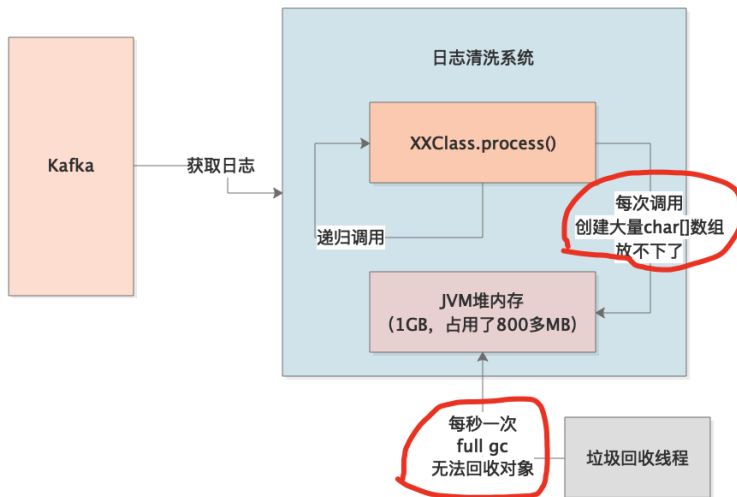 日志清洗系统
XXClass.process()
Kafka
获取日志
每次调用
创建大量char[]数组
放不下了
递归调用
JVM堆内存
（1GB，占用了800多MB）
每秒一次
full gc
无法回收对象
垃圾回收线程